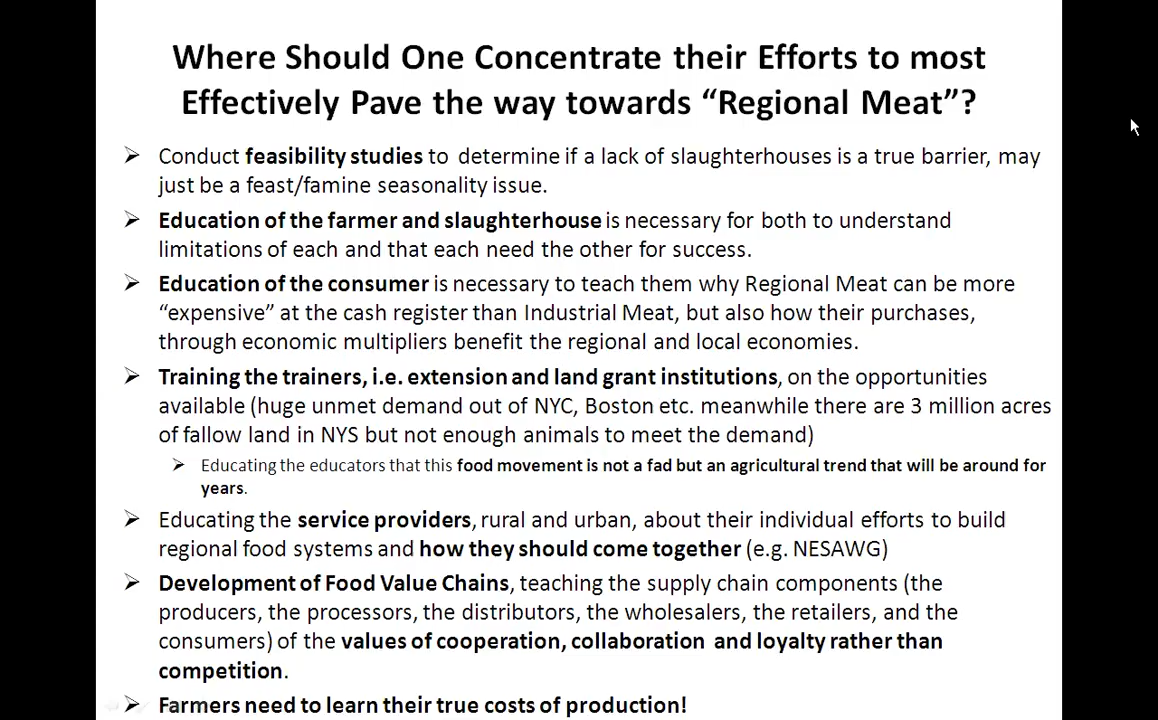 Where Should One Concentrate their Efforts to most
Effectively Pave the way towards “Regional Meat”?
➢ Conduct feasibility studies to determine if a lack of slaughterhouses is a true barrier, may
just be a feast/famine seasonality issue.
➢ Education of the farmer and slaughterhouse is necessary for both to understand
limitations of each and that each need the other for success.
➢ Education of the consumer is necessary to teach them why Regional Meat can be more
“expensive” at the cash register than Industrial Meat, but also how their purchases,
through economic multipliers benefit the regional and local economies.
➢ Training the trainers, i.e. extension and land grant institutions, on the opportunities
available (huge unmet demand out of NYC, Boston etc. meanwhile there are 3 million acres
of fallow land in NYS but not enough animals to meet the demand)
➢ Educating the educators that this food movement is not a fad but an agricultural trend that will be around for
years.
➢ Educating the service providers, rural and urban, about their individual efforts to build
regional food systems and how they should come together (e.g. NESAWG)
➢ Development of Food Value Chains, teaching the supply chain components (the
producers, the processors, the distributors, the wholesalers, the retailers, and the
consumers) of the values of cooperation, collaboration and loyalty rather than
competition.
➢ Farmers need to learn their true costs of production!